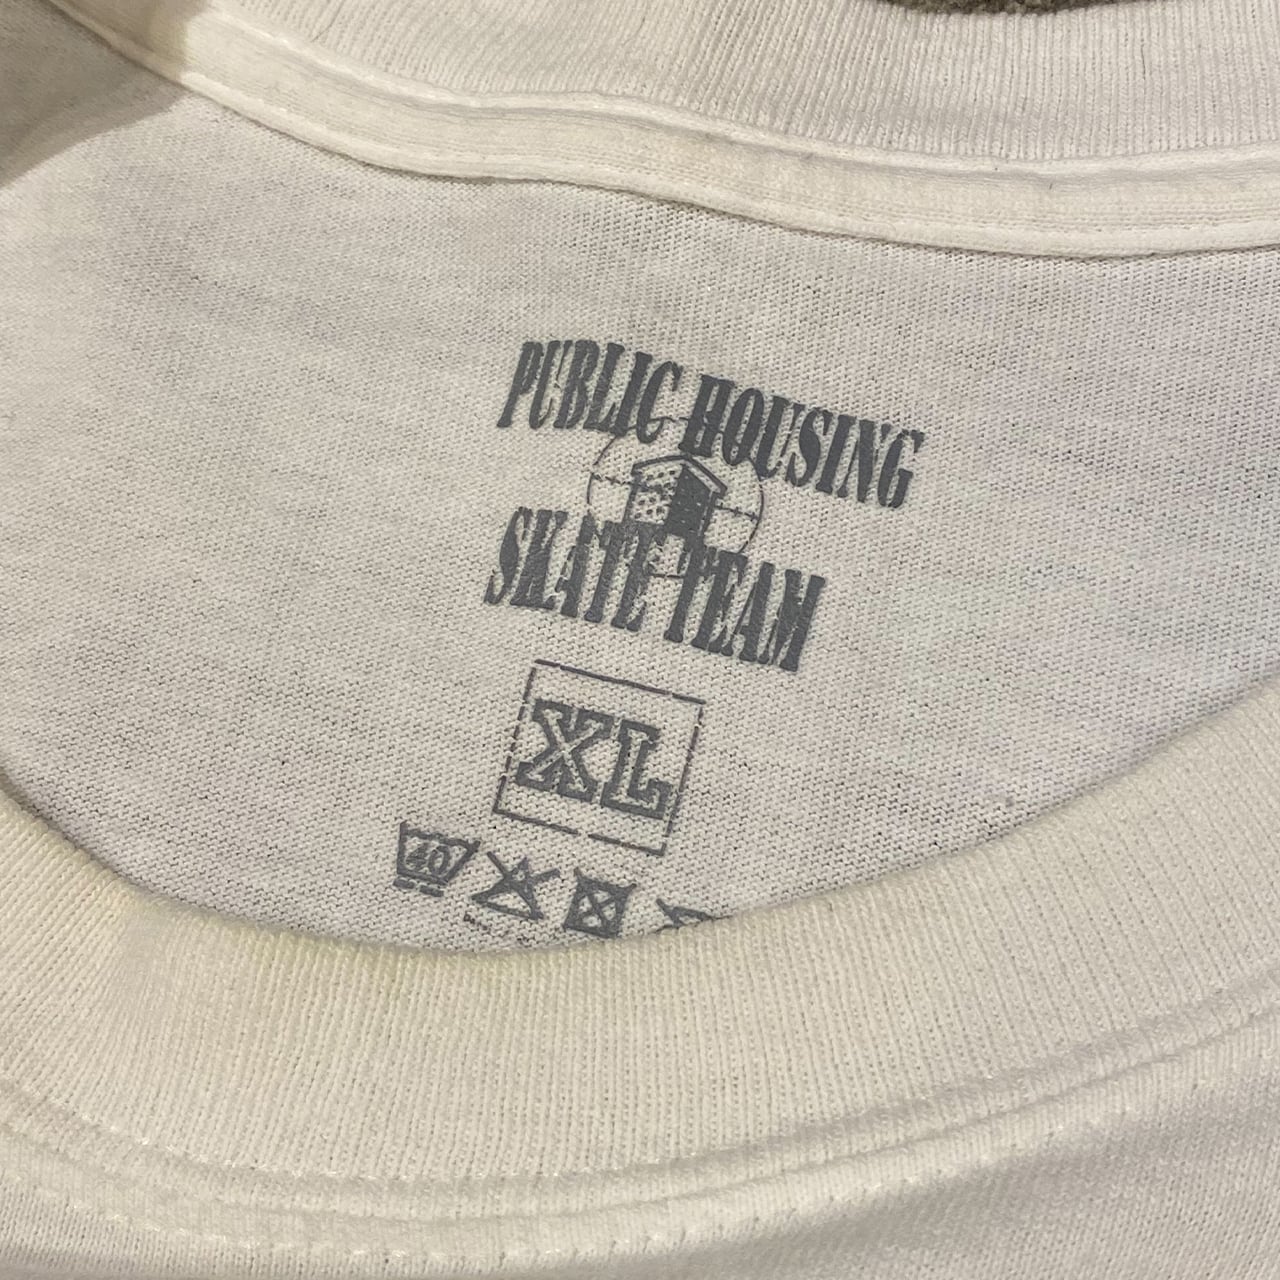 PUBLIC HOUSING
SKATE TEAM
XL
40